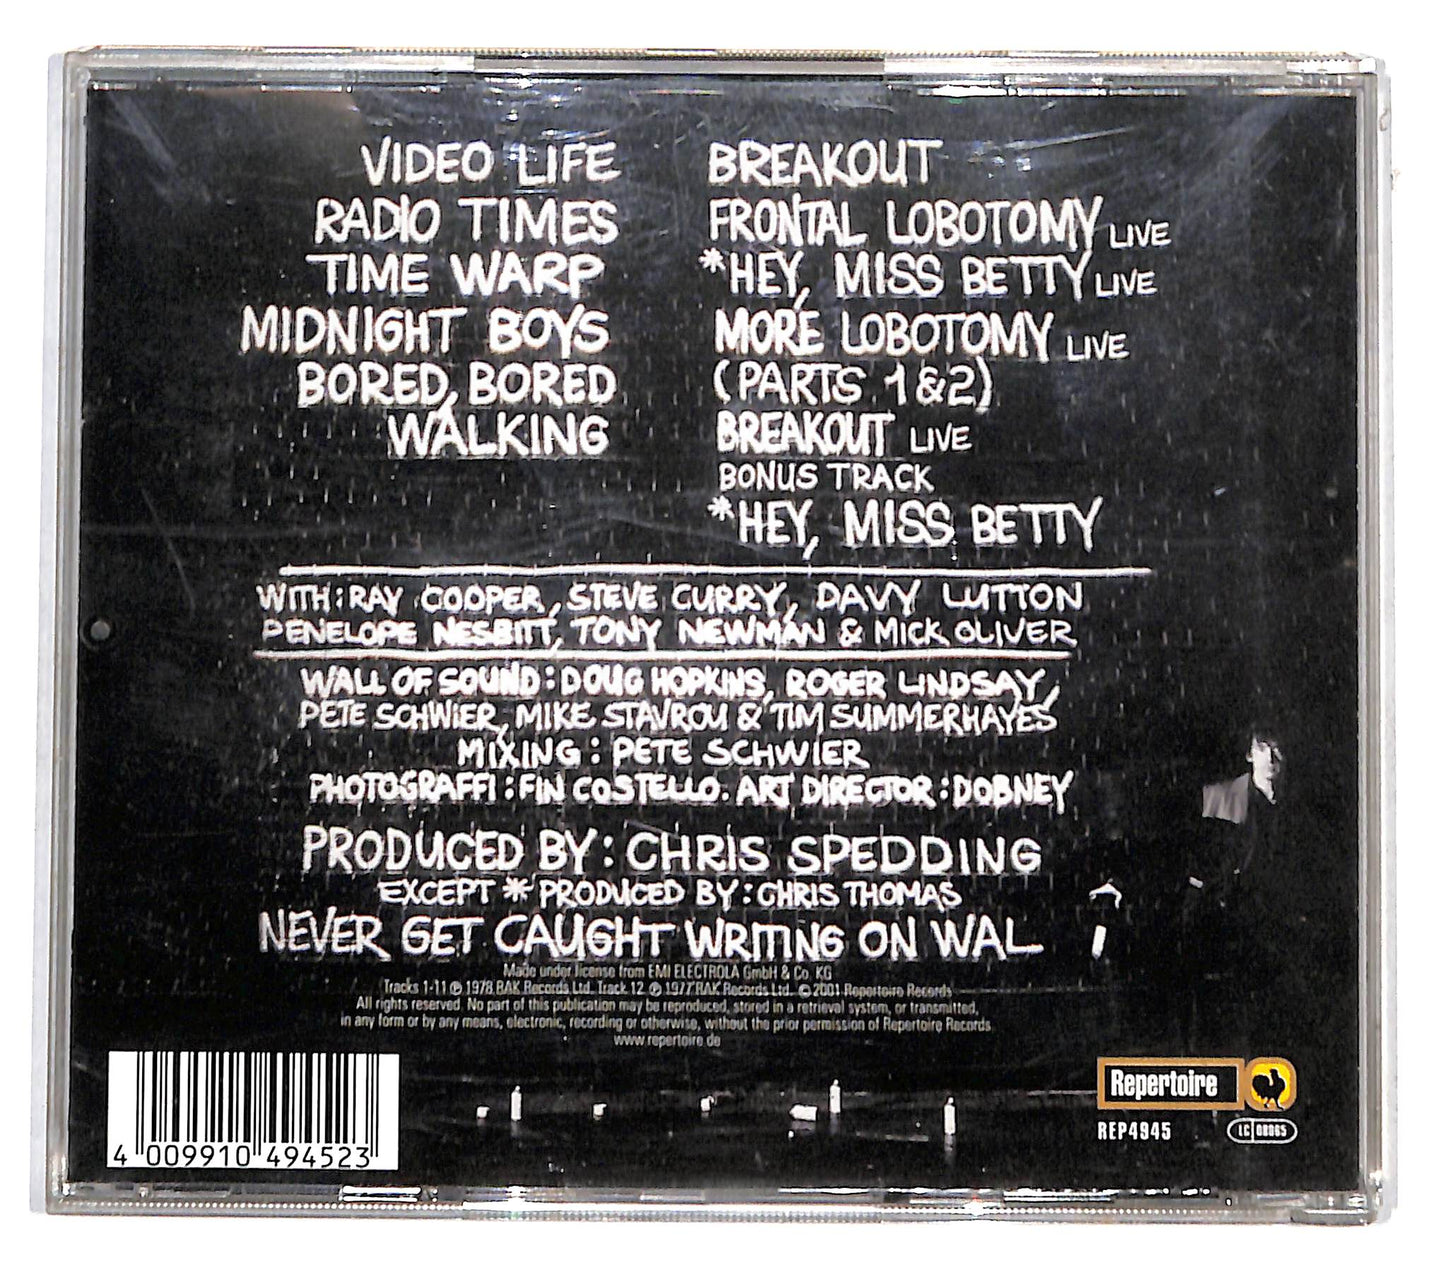 VIDEO LIFE
RADIO TIMES
TIME WARP
MIDNIGHT BOYS
BORED, BORED
WALKING
BREAKOUT
FRONTAL LOBOTOMY LIVE
*HEY, MISS BETTY LIVE
MORE LOBOTOMY LIVE
(PARTS 1&2)
BREAKOUT LIVE
BONUS TRACK
*HEY, MISS BETTY
WITH: RAY COOPER, STEVE CURRY, DAVY LUTTON
PENELOPE NESBITT, TONY NEWMAN & MICK OLIVER
WALL OF SOUND: DOUG HOPKINS, ROGER LINDSAY,
PETE SCHWIER, MIKE STAVROU & TIM SUMMERHAYES
MIXING: PETE SCHWIER
PHOTOGRAFFI: FIN COSTELLO. ART DIRECTOR: DOBNEY
PRODUCED BY: CHRIS SPEDDING
EXCEPT * PRODUCED BY: CHRIS THOMAS
NEVER GET CAUGHT WRITING ON WAL
Made under license from EMI ELECTROLA GmbH & Co. KG
Tracks 1-11 ℗ 1978 RAK Records Ltd. Track 12 ℗ 1977 RAK Records Ltd. © 2001 Repertoire Records
All rights reserved. No part of this publication may be reproduced, stored in a retrieval system, or transmitted,
in any form or by any means, electronic, recording or otherwise, without the prior permission of Repertoire Records
www.repertoire.de
4 009910 494523
Repertoire
REP4945
LC 08065